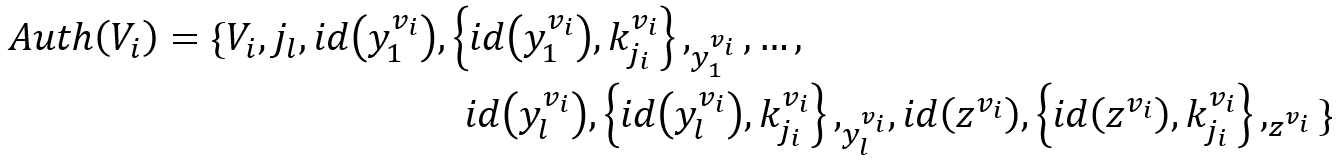 Auth(V_i) = {V_i, j_l, id(y_1^{v_i}), {id(y_1^{v_i}), k_{j_i}^{v_i}} ,_{y_1^{v_i}} , … ,
id(y_l^{v_i}), {id(y_l^{v_i}), k_{j_i}^{v_i}} ,_{y_l^{v_i}}, id(z^{v_i}), {id(z^{v_i}), k_{j_i}^{v_i}} ,_{z^{v_i}} }